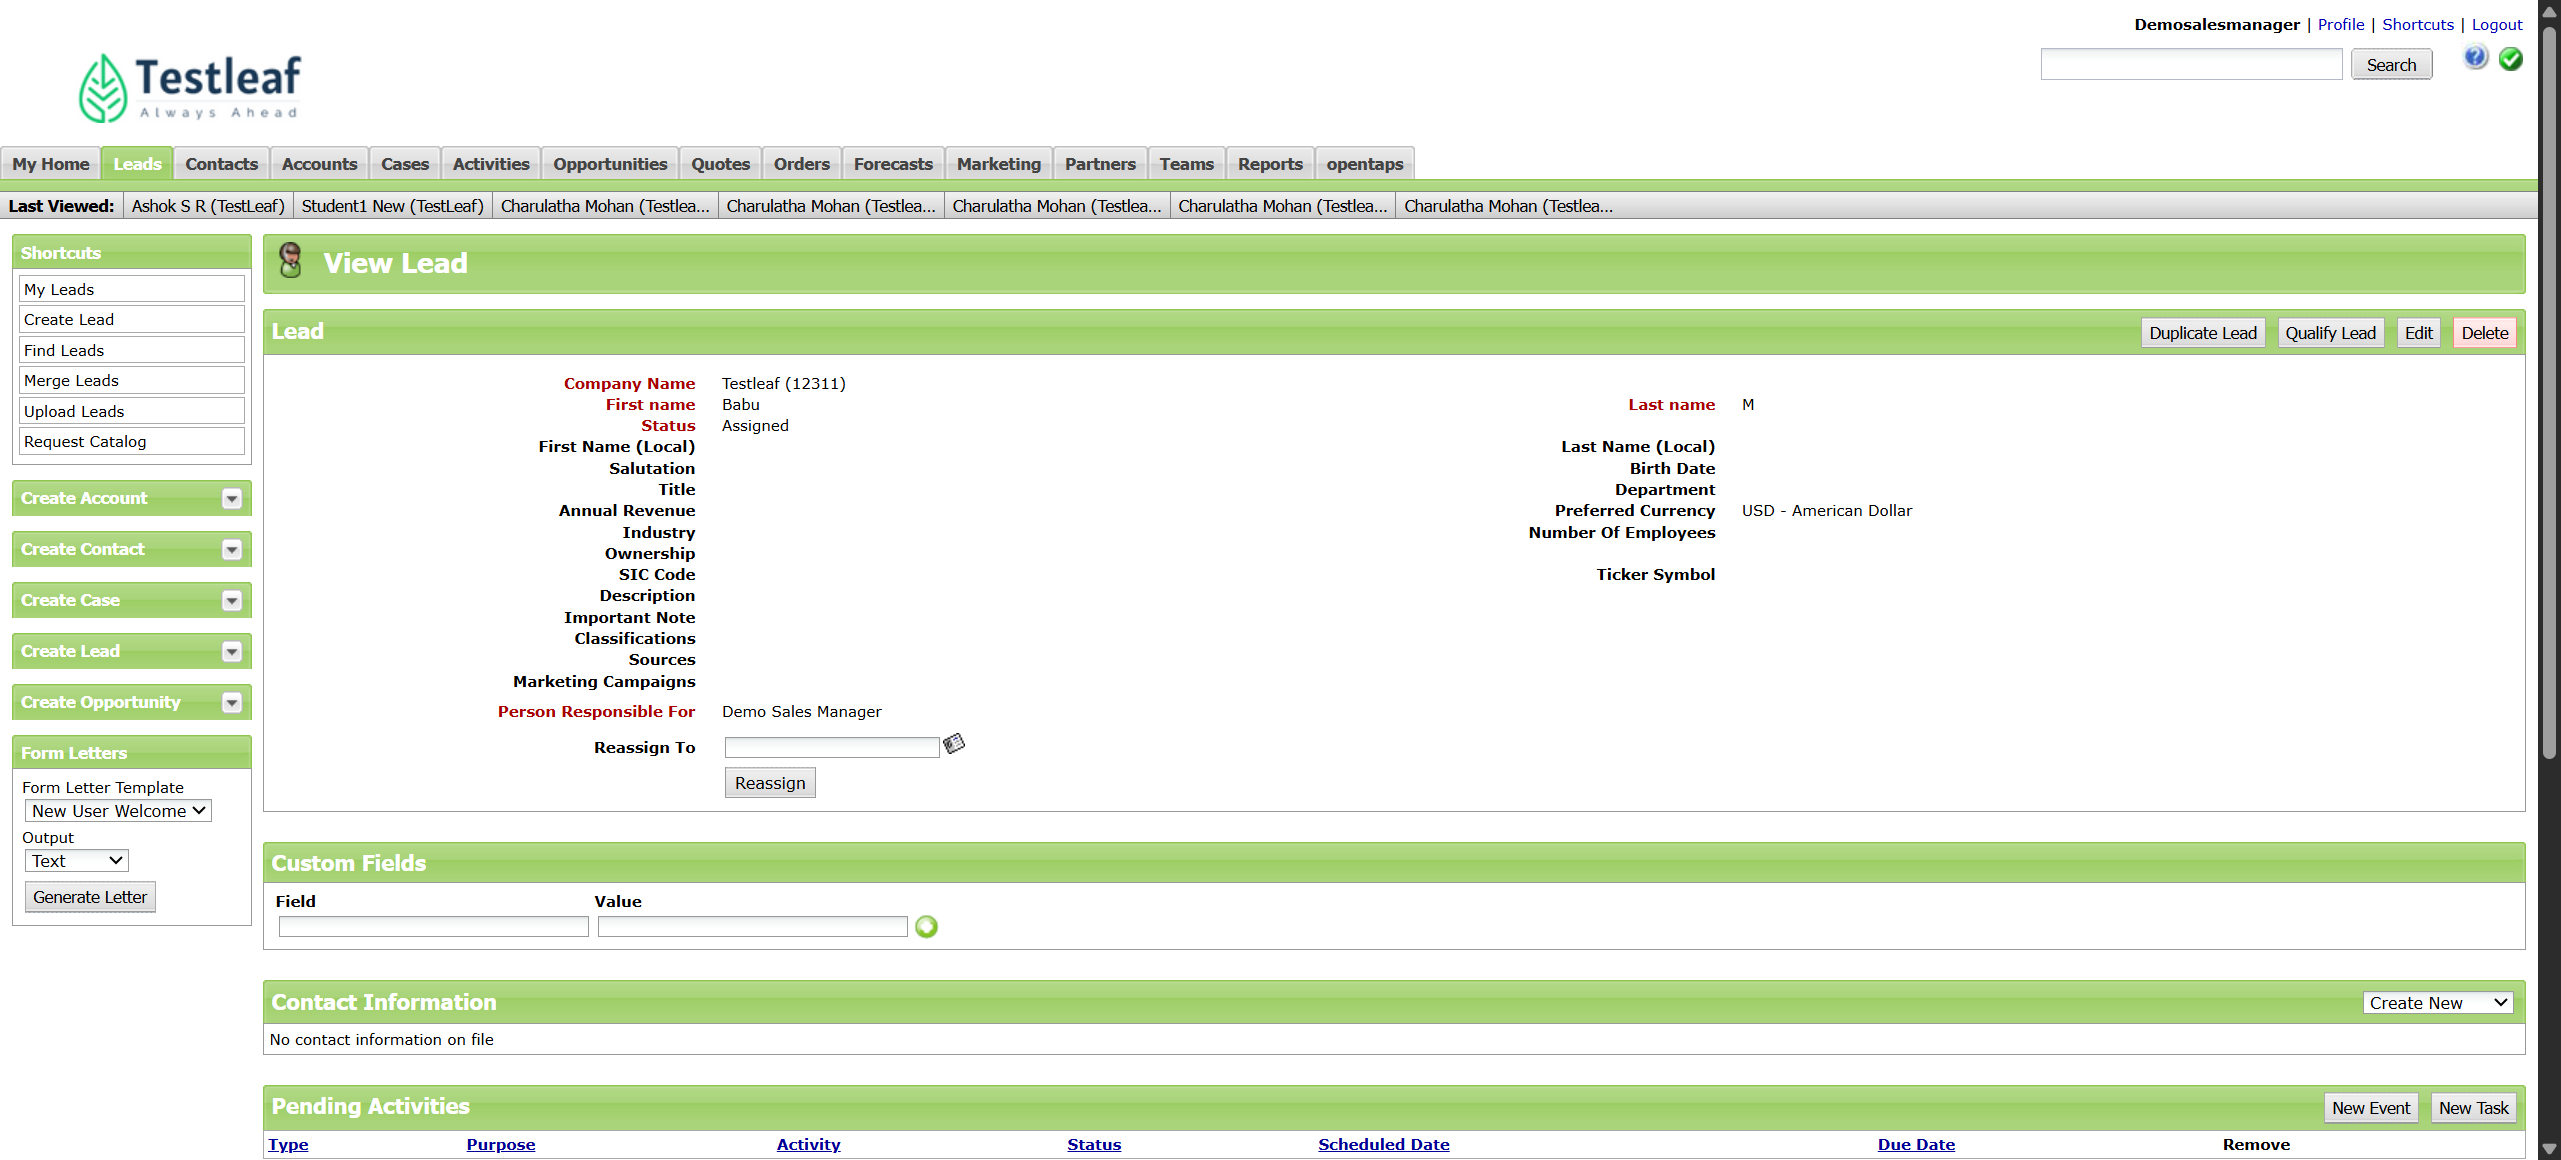 Demosalesmanager | Profile | Shortcuts | Logout
Search
Testleaf
Always Ahead
My Home Leads Contacts Accounts Cases Activities Opportunities Quotes Orders Forecasts Marketing Partners Teams Reports opentaps
Last Viewed: Ashok S R (TestLeaf) Student1 New (TestLeaf) Charulatha Mohan (Testlea... Charulatha Mohan (Testlea... Charulatha Mohan (Testlea... Charulatha Mohan (Testlea... Charulatha Mohan (Testlea...
Shortcuts
My Leads
Create Lead
Find Leads
Merge Leads
Upload Leads
Request Catalog
Create Account
Create Contact
Create Case
Create Lead
Create Opportunity
Form Letters
Form Letter Template
New User Welcome
Output
Text
Generate Letter
View Lead
Lead Duplicate Lead Qualify Lead Edit Delete
Company Name Testleaf (12311)
First name Babu Last name M
Status Assigned
First Name (Local) Last Name (Local)
Salutation Birth Date
Title Department
Annual Revenue Preferred Currency USD - American Dollar
Industry Number Of Employees
Ownership
SIC Code Ticker Symbol
Description
Important Note
Classifications
Sources
Marketing Campaigns
Person Responsible For Demo Sales Manager
Reassign To
Reassign
Custom Fields
Field Value
Contact Information Create New
No contact information on file
Pending Activities New Event New Task
Type Purpose Activity Status Scheduled Date Due Date Remove